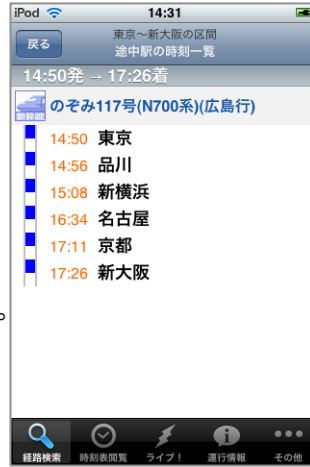 iPod 14:31
戻る
東京～新大阪の区間
途中駅の時刻一覧
14:50発 → 17:26着
新幹線
のぞみ117号(N700系)(広島行)
14:50 東京
14:56 品川
15:08 新横浜
16:34 名古屋
17:11 京都
17:26 新大阪
。
経路検索 時刻表閲覧 ライブ！ 運行情報 その他